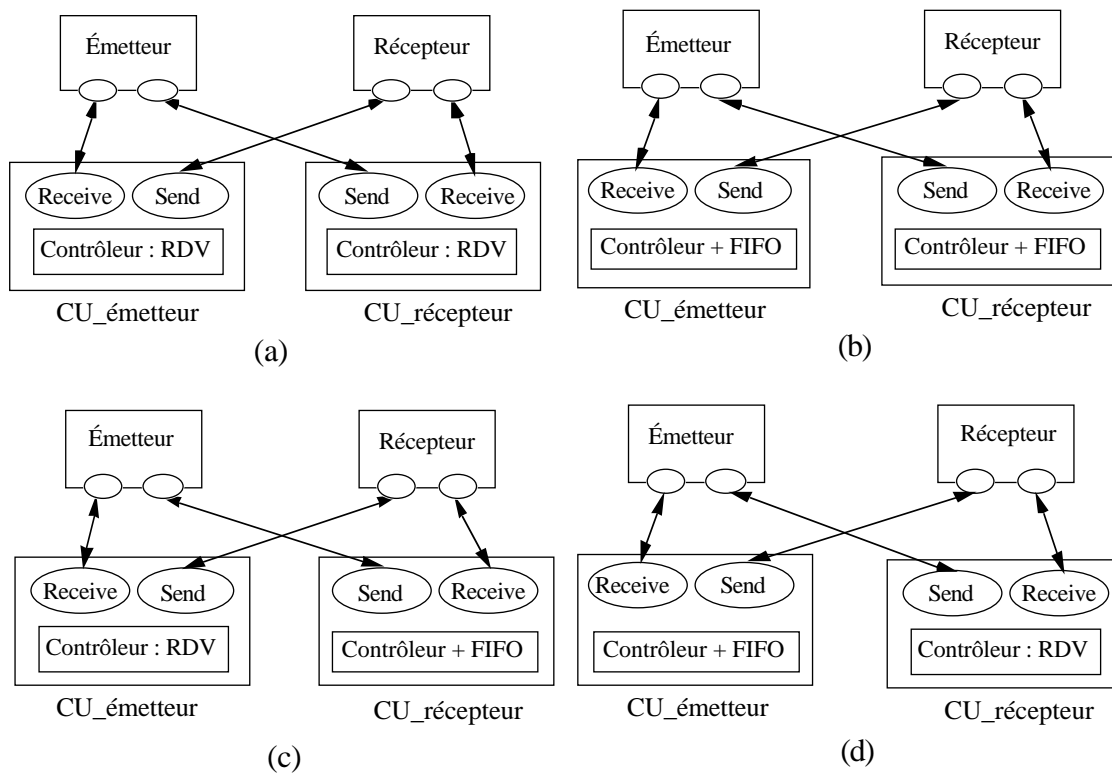 Émetteur
Récepteur
Receive
Send
Send
Receive
Contrôleur : RDV
Contrôleur : RDV
CU_émetteur
CU_récepteur
(a)
Émetteur
Récepteur
Receive
Send
Send
Receive
Contrôleur + FIFO
Contrôleur + FIFO
CU_émetteur
CU_récepteur
(b)
Émetteur
Récepteur
Receive
Send
Send
Receive
Contrôleur : RDV
Contrôleur + FIFO
CU_émetteur
CU_récepteur
(c)
Émetteur
Récepteur
Receive
Send
Send
Receive
Contrôleur + FIFO
Contrôleur : RDV
CU_émetteur
CU_récepteur
(d)